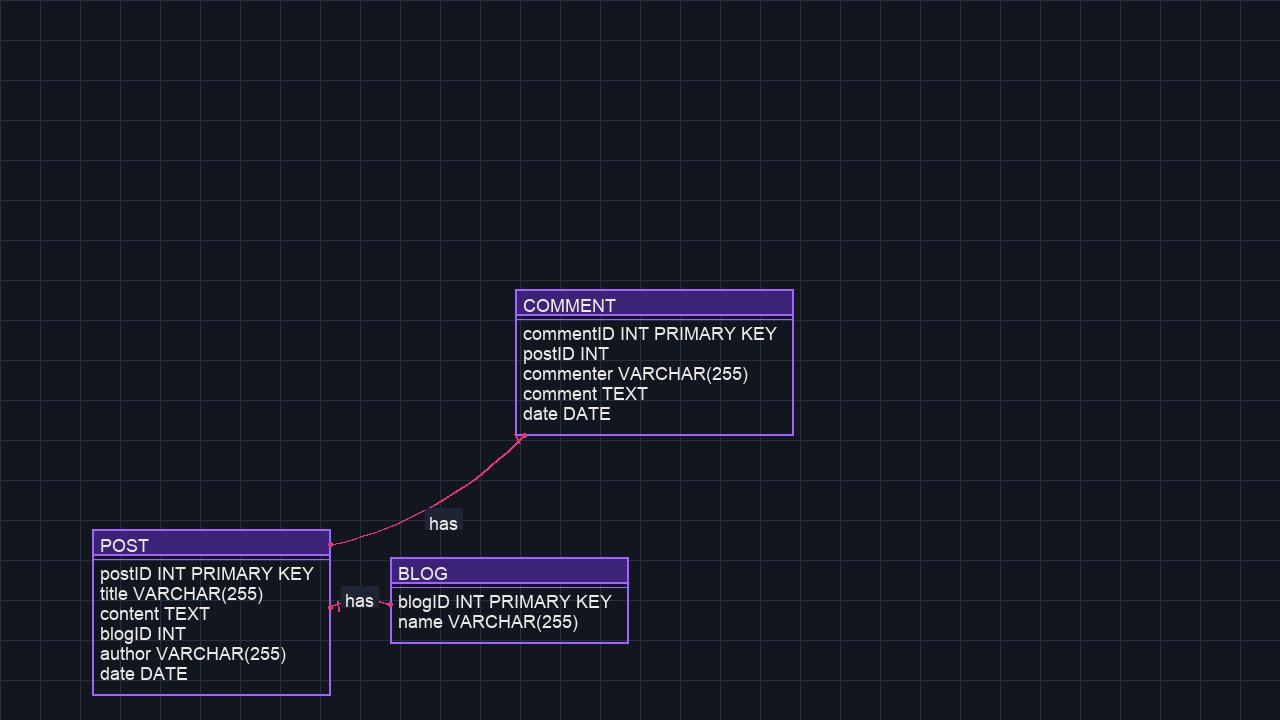 COMMENT
commentID INT PRIMARY KEY
postID INT
commenter VARCHAR(255)
comment TEXT
date DATE
has
POST
postID INT PRIMARY KEY
title VARCHAR(255)
content TEXT
blogID INT
author VARCHAR(255)
date DATE
has
BLOG
blogID INT PRIMARY KEY
name VARCHAR(255)